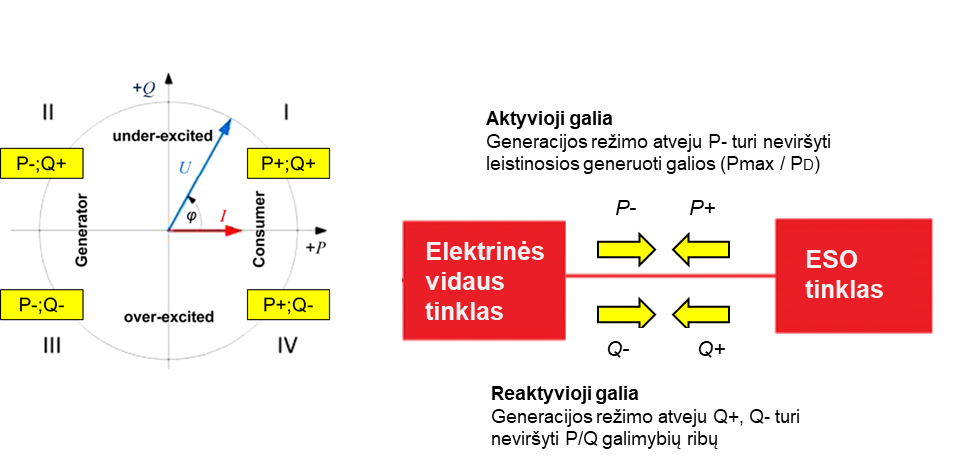 +Q
II
I
under-excited
P-;Q+
P+;Q+
U
φ
I
Generator
Consumer
+P
P-;Q-
P+;Q-
over-excited
III
IV
Aktyvioji galia
Generacijos režimo atveju P- turi neviršyti
leistinosios generuoti galios (Pmax / PD)
P-
P+
Elektrinės
vidaus
tinklas
ESO
tinklas
Q-
Q+
Reaktyvioji galia
Generacijos režimo atveju Q+, Q- turi
neviršyti P/Q galimybių ribų